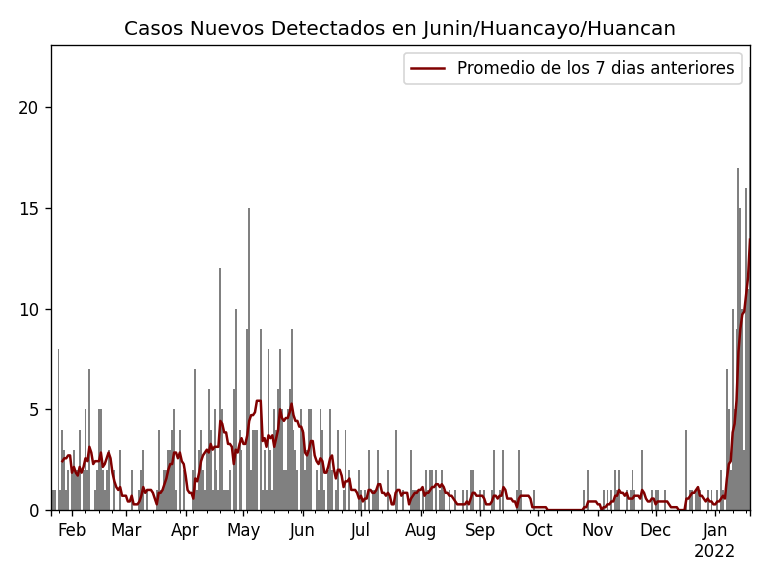 Casos Nuevos Detectados en Junin/Huancayo/Huancan
Promedio de los 7 dias anteriores
20
15
10
5
0
Feb Mar Apr May Jun Jul Aug Sep Oct Nov Dec Jan
2022